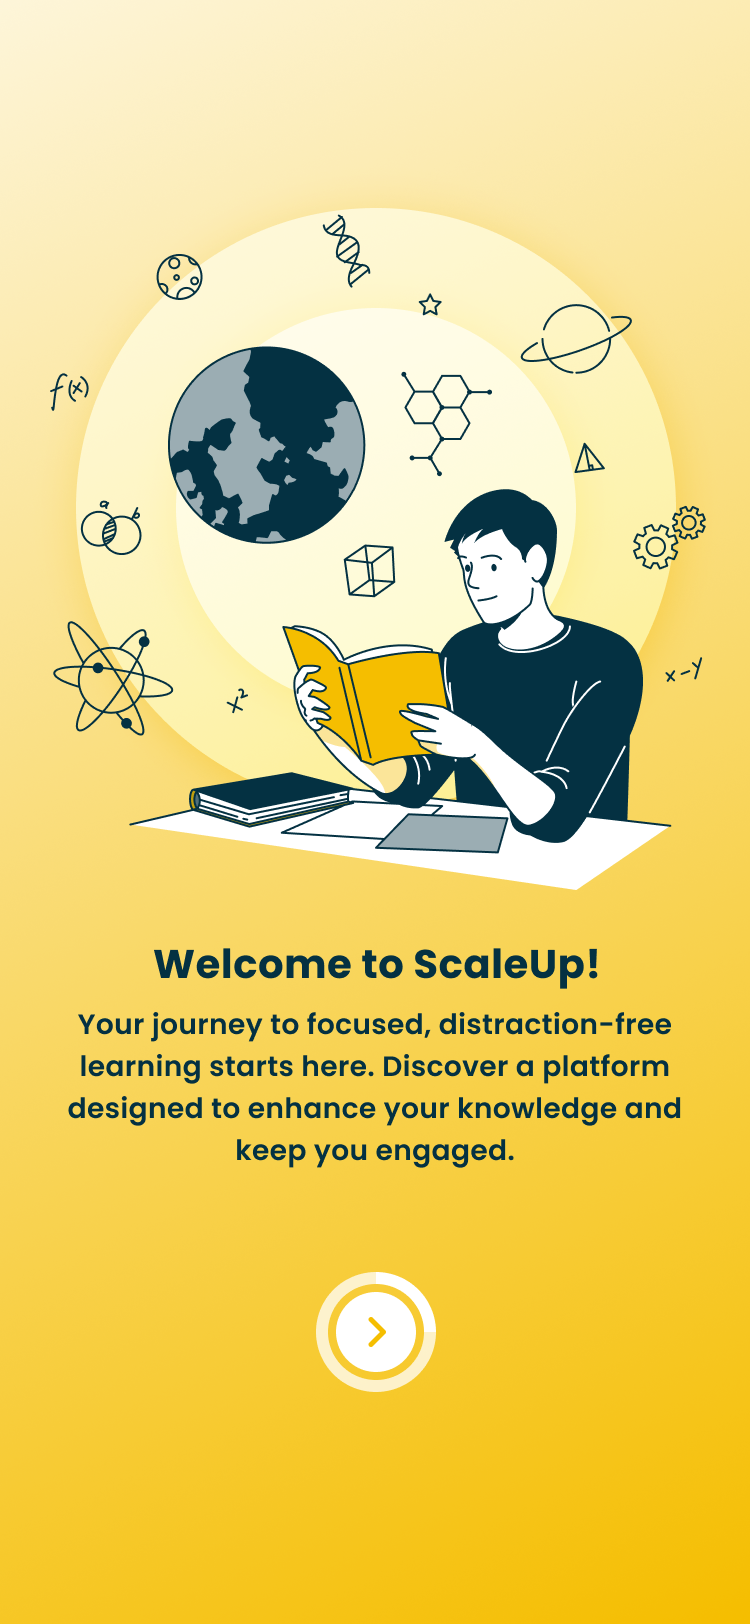 f(x)
a
b
x-y
x²
Welcome to ScaleUp!
Your journey to focused, distraction-free
learning starts here. Discover a platform
designed to enhance your knowledge and
keep you engaged.